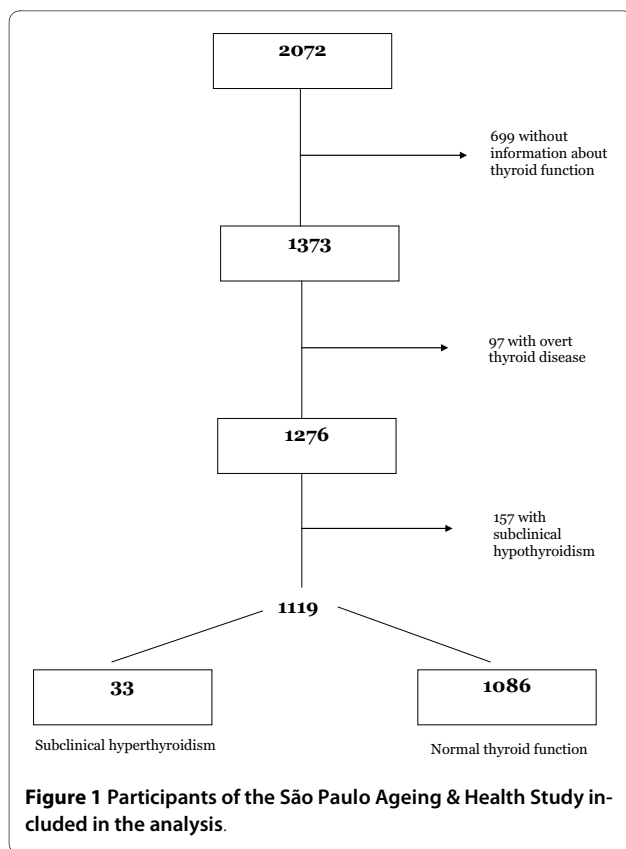 2072
699 without
information about
thyroid function
1373
97 with overt
thyroid disease
1276
157 with
subclinical
hypothyroidism
1119
33
1086
Subclinical hyperthyroidism
Normal thyroid function
Figure 1 Participants of the São Paulo Ageing & Health Study in-
cluded in the analysis.